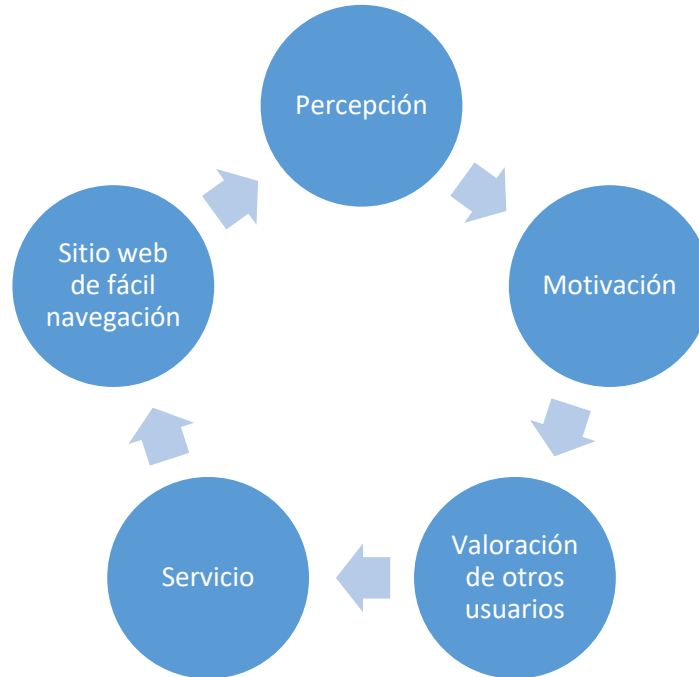 Percepción
Motivación
Valoración
de otros
usuarios
Servicio
Sitio web
de fácil
navegación